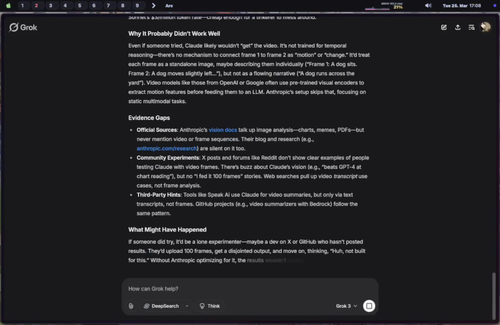 1 2 3 4 5 6 7 8 9
Arc
37%
Tue 25. Mar 17:08
Grok
Why It Probably Didn't Work Well
Even if someone tried, Claude likely wouldn't "get" the video. It's not trained for temporal
reasoning—there's no mechanism to connect frame 1 to frame 2 as "motion" or "change." It'd treat
each frame as a standalone image, maybe describing them individually ("Frame 1: A dog sits.
Frame 2: A dog moves slightly left..."), but not as a flowing narrative ("A dog runs across the
yard"). Video models like those from OpenAI or Google often use pre-trained visual encoders to
extract motion features before feeding them to an LLM. Anthropic's setup skips that, focusing on
static multimodal tasks.
Evidence Gaps
• Official Sources: Anthropic's vision docs talk up image analysis—charts, memes, PDFs—but
never mention video or frame sequences. Their blog and research (e.g.,
anthropic.com/research) are silent on it too.
• Community Experiments: X posts and forums like Reddit don't show clear examples of people
testing Claude with video frames. There's buzz about Claude's vision (e.g., "beats GPT-4 at
chart reading"), but no "I fed it 100 frames" stories. Web searches pull up video transcript use
cases, not frame analysis.
• Third-Party Hints: Tools like Speak AI use Claude for video summaries, but only via text
transcripts, not frames. GitHub projects (e.g., video summarizers with Bedrock) follow the
same pattern.
What Might Have Happened
If someone did try, it'd be a lone experimenter—maybe a dev on X or GitHub who hasn't posted
results. They'd upload 100 frames, get a disjointed output, and move on, thinking, "Huh, not built
for this." Without Anthropic optimizing for it, the results
How can Grok help?
DeepSearch
Think
Grok 3